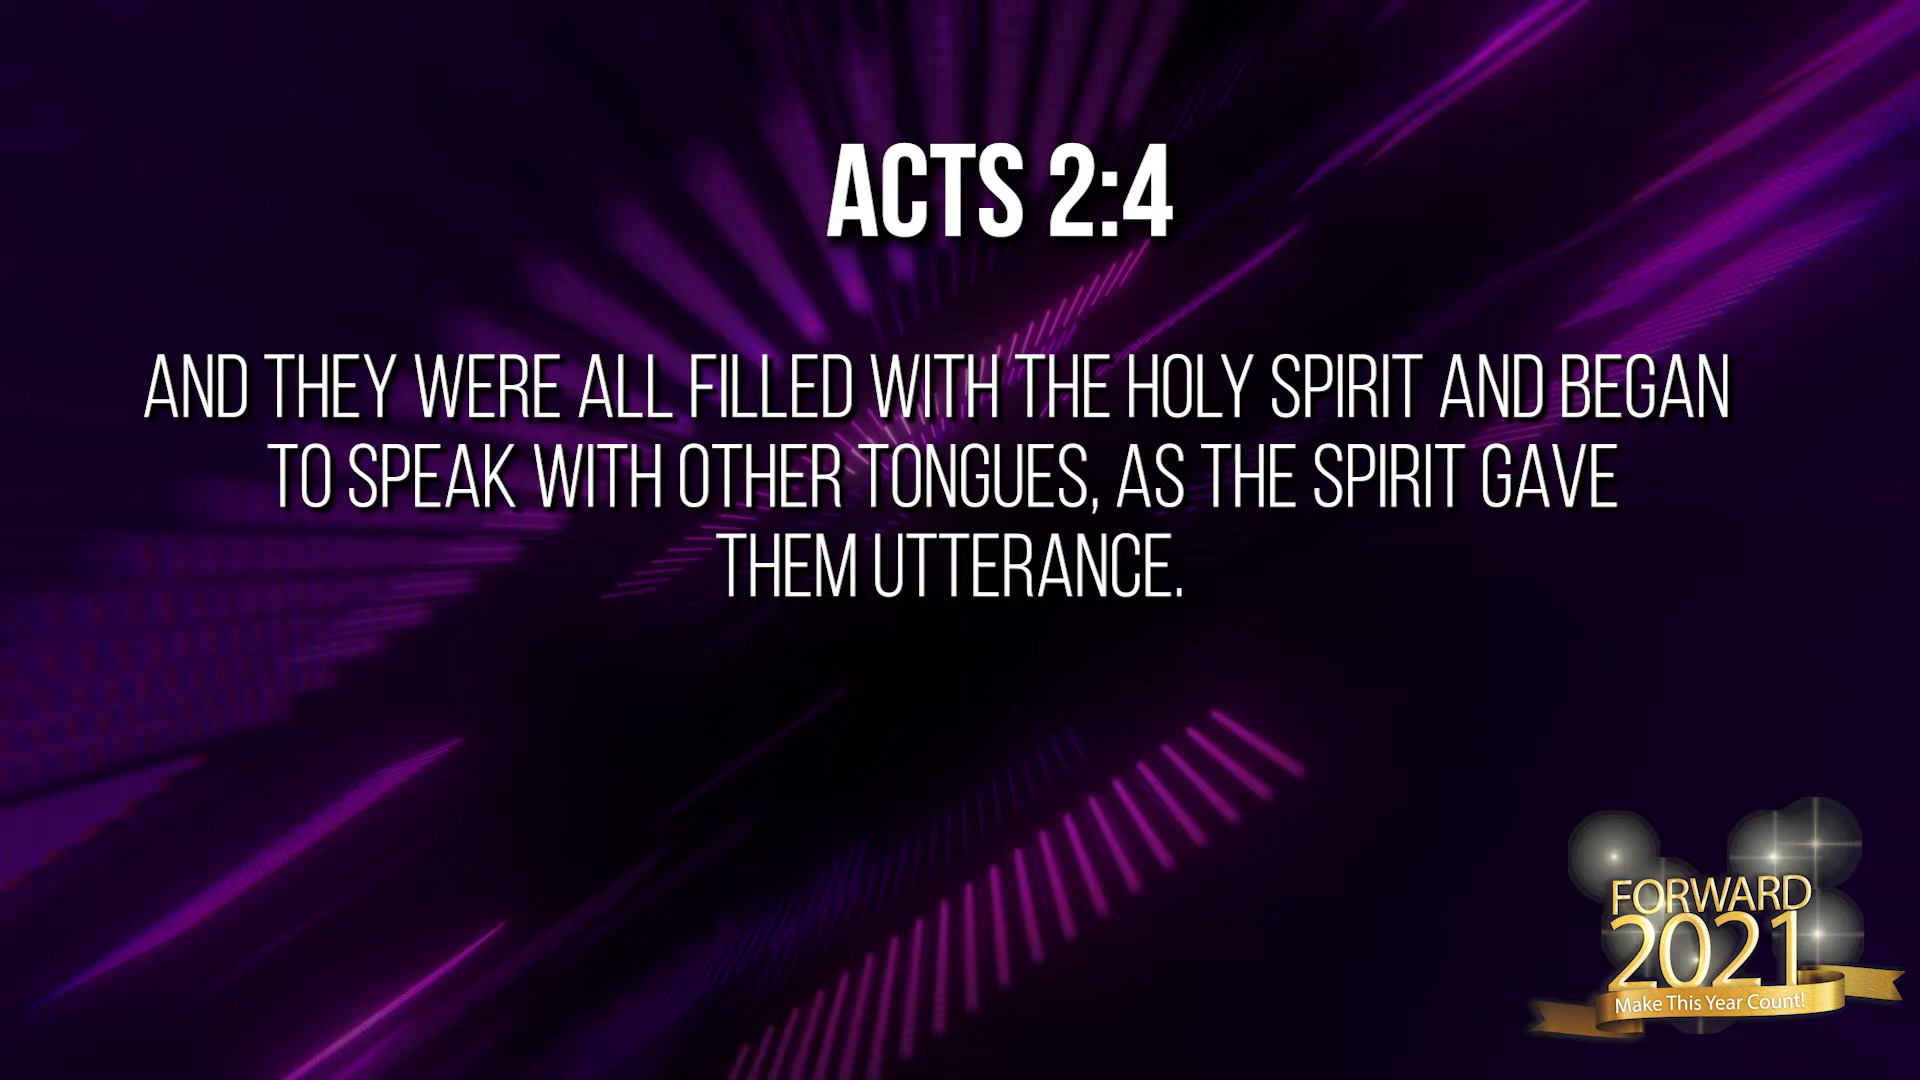 ACTS 2:4
AND THEY WERE ALL FILLED WITH THE HOLY SPIRIT AND BEGAN
TO SPEAK WITH OTHER TONGUES, AS THE SPIRIT GAVE
THEM UTTERANCE.
FORWARD
2021
Make This Year Count!